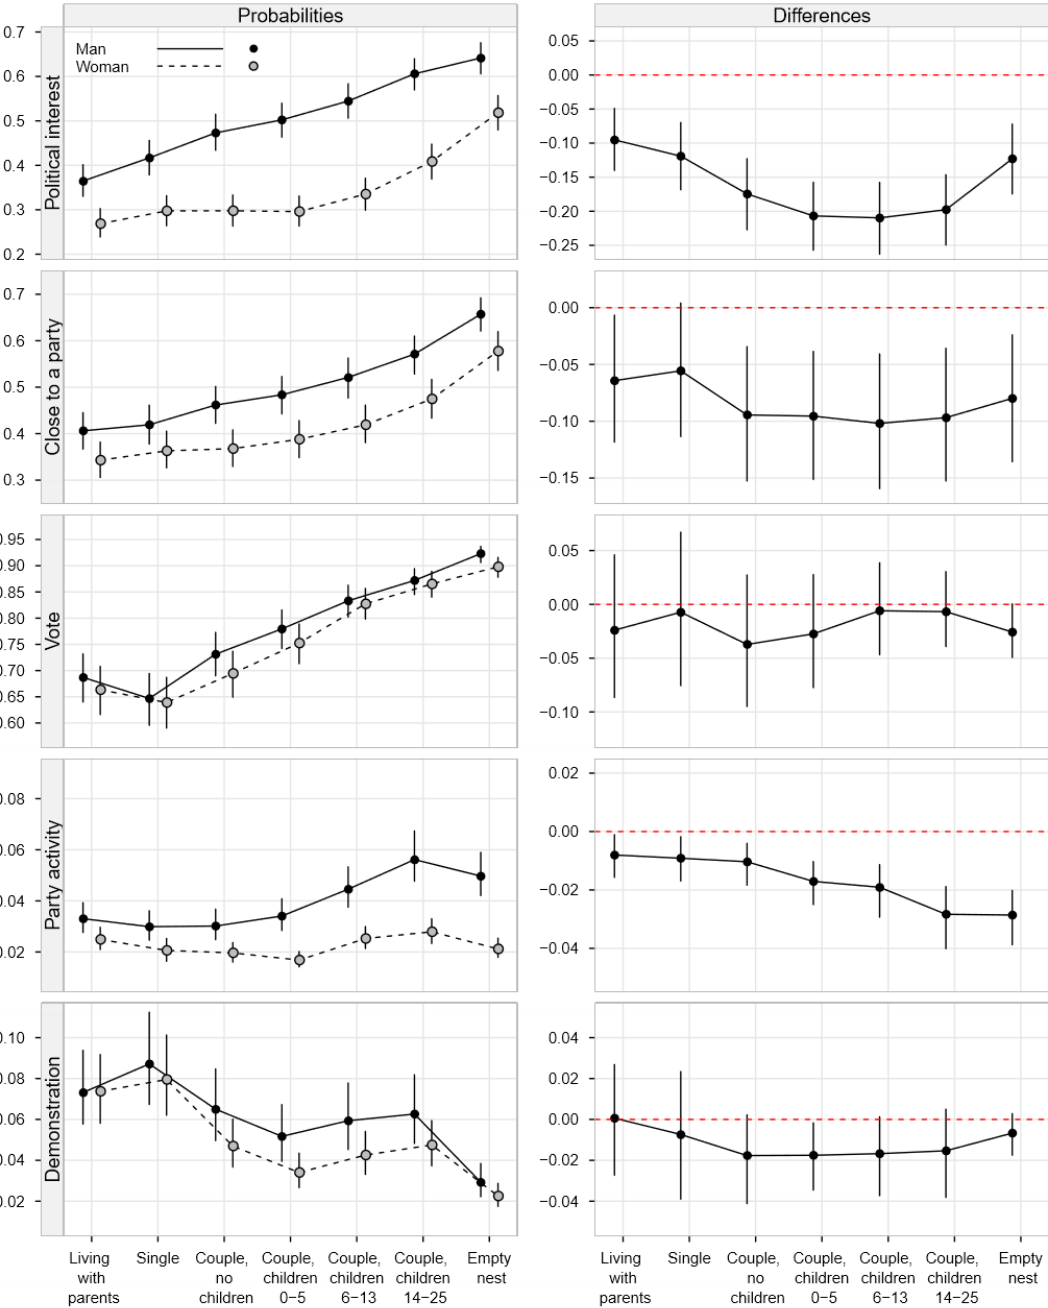 Probabilities
Differences
Man
Woman
Political interest
0.7
0.6
0.5
0.4
0.3
0.2
0.05
0.00
−0.05
−0.10
−0.15
−0.20
−0.25
Close to a party
0.7
0.6
0.5
0.4
0.3
0.00
−0.05
−0.10
−0.15
Vote
0.95
0.90
0.85
0.80
0.75
0.70
0.65
0.60
0.05
0.00
−0.05
−0.10
Party activity
0.08
0.06
0.04
0.02
0.02
0.00
−0.02
−0.04
Demonstration
0.10
0.08
0.06
0.04
0.02
0.04
0.02
0.00
−0.02
−0.04
Living
with
parents
Single
Couple,
no
children
Couple,
children
0−5
Couple,
children
6−13
Couple,
children
14−25
Empty
nest
Living
with
parents
Single
Couple,
no
children
Couple,
children
0−5
Couple,
children
6−13
Couple,
children
14−25
Empty
nest